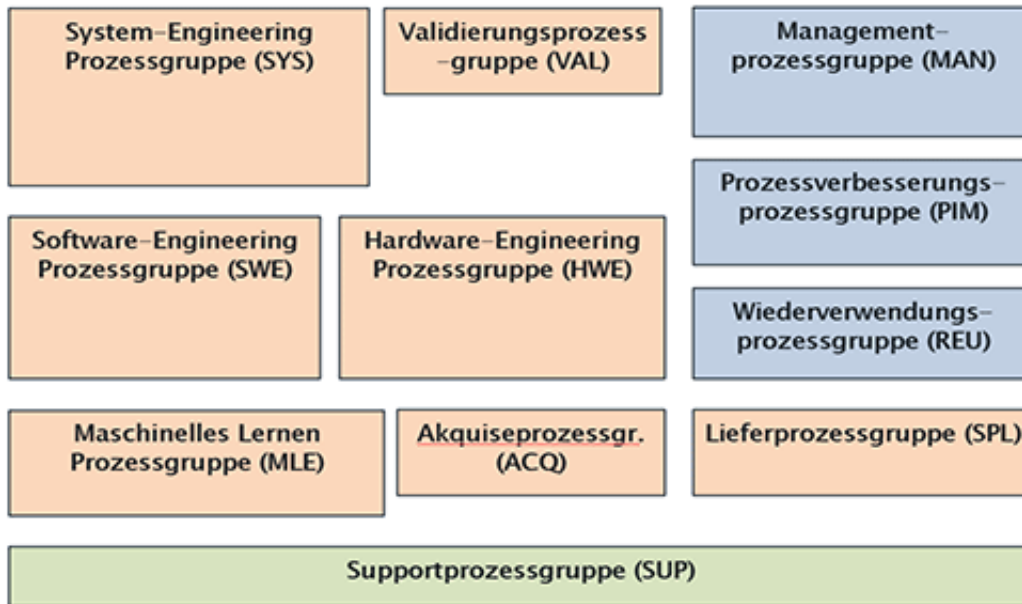 System-Engineering
Prozessgruppe (SYS)
Validierungsprozess
-gruppe (VAL)
Management-
prozessgruppe (MAN)
Prozessverbesserungs-
prozessgruppe (PIM)
Software-Engineering
Prozessgruppe (SWE)
Hardware-Engineering
Prozessgruppe (HWE)
Wiederverwendungs-
prozessgruppe (REU)
Maschinelles Lernen
Prozessgruppe (MLE)
Akquiseprozessgr.
(ACQ)
Lieferprozessgruppe (SPL)
Supportprozessgruppe (SUP)